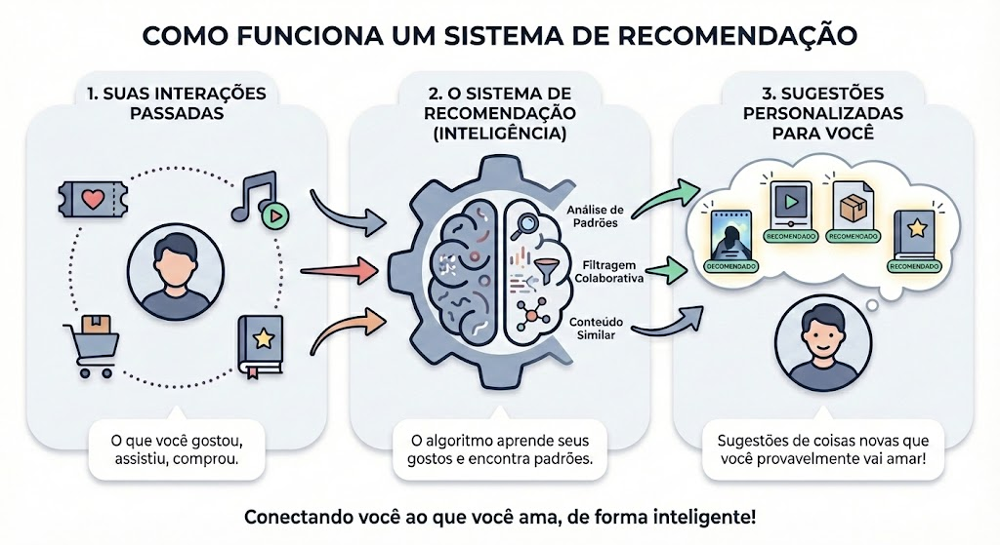 COMO FUNCIONA UM SISTEMA DE RECOMENDAÇÃO
1. SUAS INTERAÇÕES
PASSADAS
O que você gostou,
assistiu, comprou.
2. O SISTEMA DE
RECOMENDAÇÃO
(INTELIGÊNCIA)
Análise de
Padrões
Filtragem
Colaborativa
Conteúdo
Similar
O algoritmo aprende seus
gostos e encontra padrões.
3. SUGESTÕES
PERSONALIZADAS
PARA VOCÊ
DECOMENDADO
RECOMENDADO
RECOMENDADO
RECOMENDADO
Sugestões de coisas novas que
você provavelmente vai amar!
Conectando você ao que você ama, de forma inteligente!